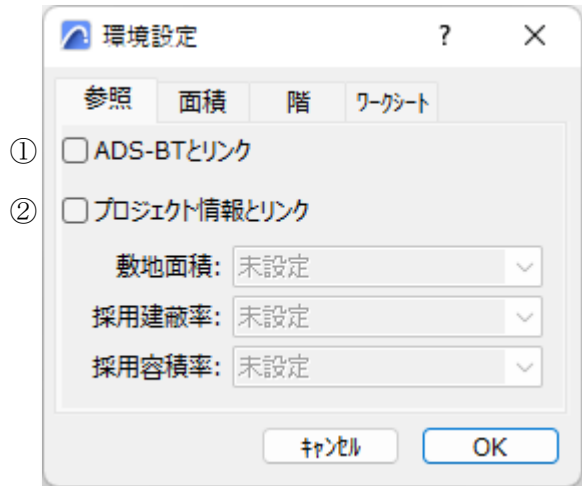 環境設定 ?
参照 面積 階 ﾜｰｸｼｰﾄ
① ADS-BTとリンク
② プロジェクト情報とリンク
敷地面積: 未設定
採用建蔽率: 未設定
採用容積率: 未設定
ｷｬﾝｾﾙ OK